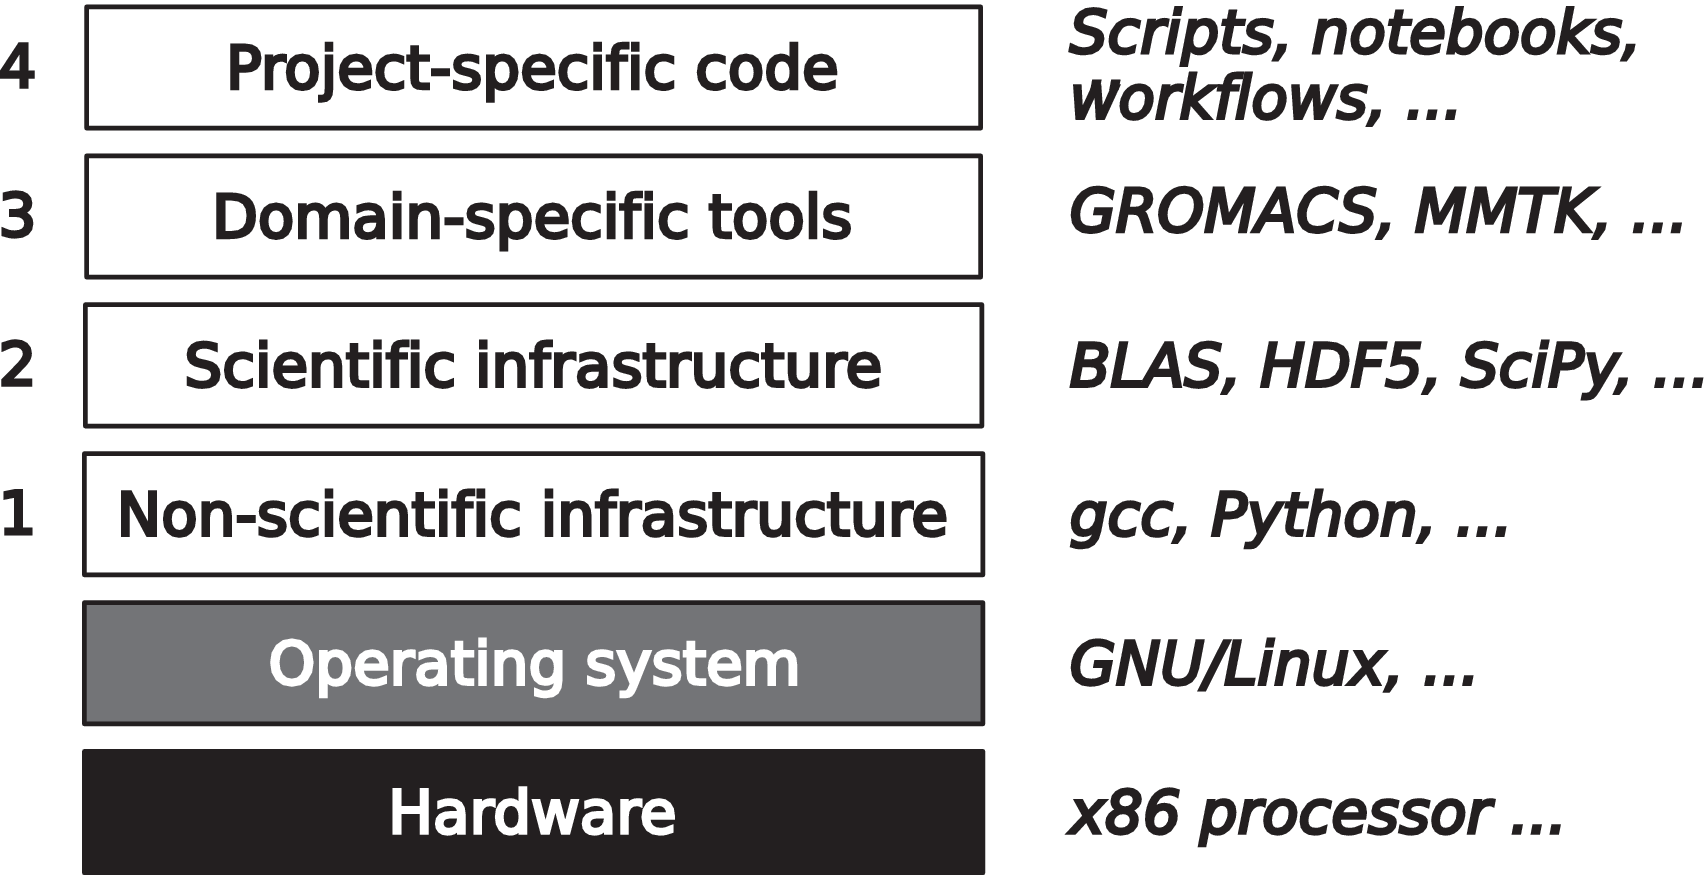 4 Project-specific code Scripts, notebooks,
workflows, ...
3 Domain-specific tools GROMACS, MMTK, ...
2 Scientific infrastructure BLAS, HDF5, SciPy, ...
1 Non-scientific infrastructure gcc, Python, ...
Operating system GNU/Linux, ...
Hardware x86 processor ...